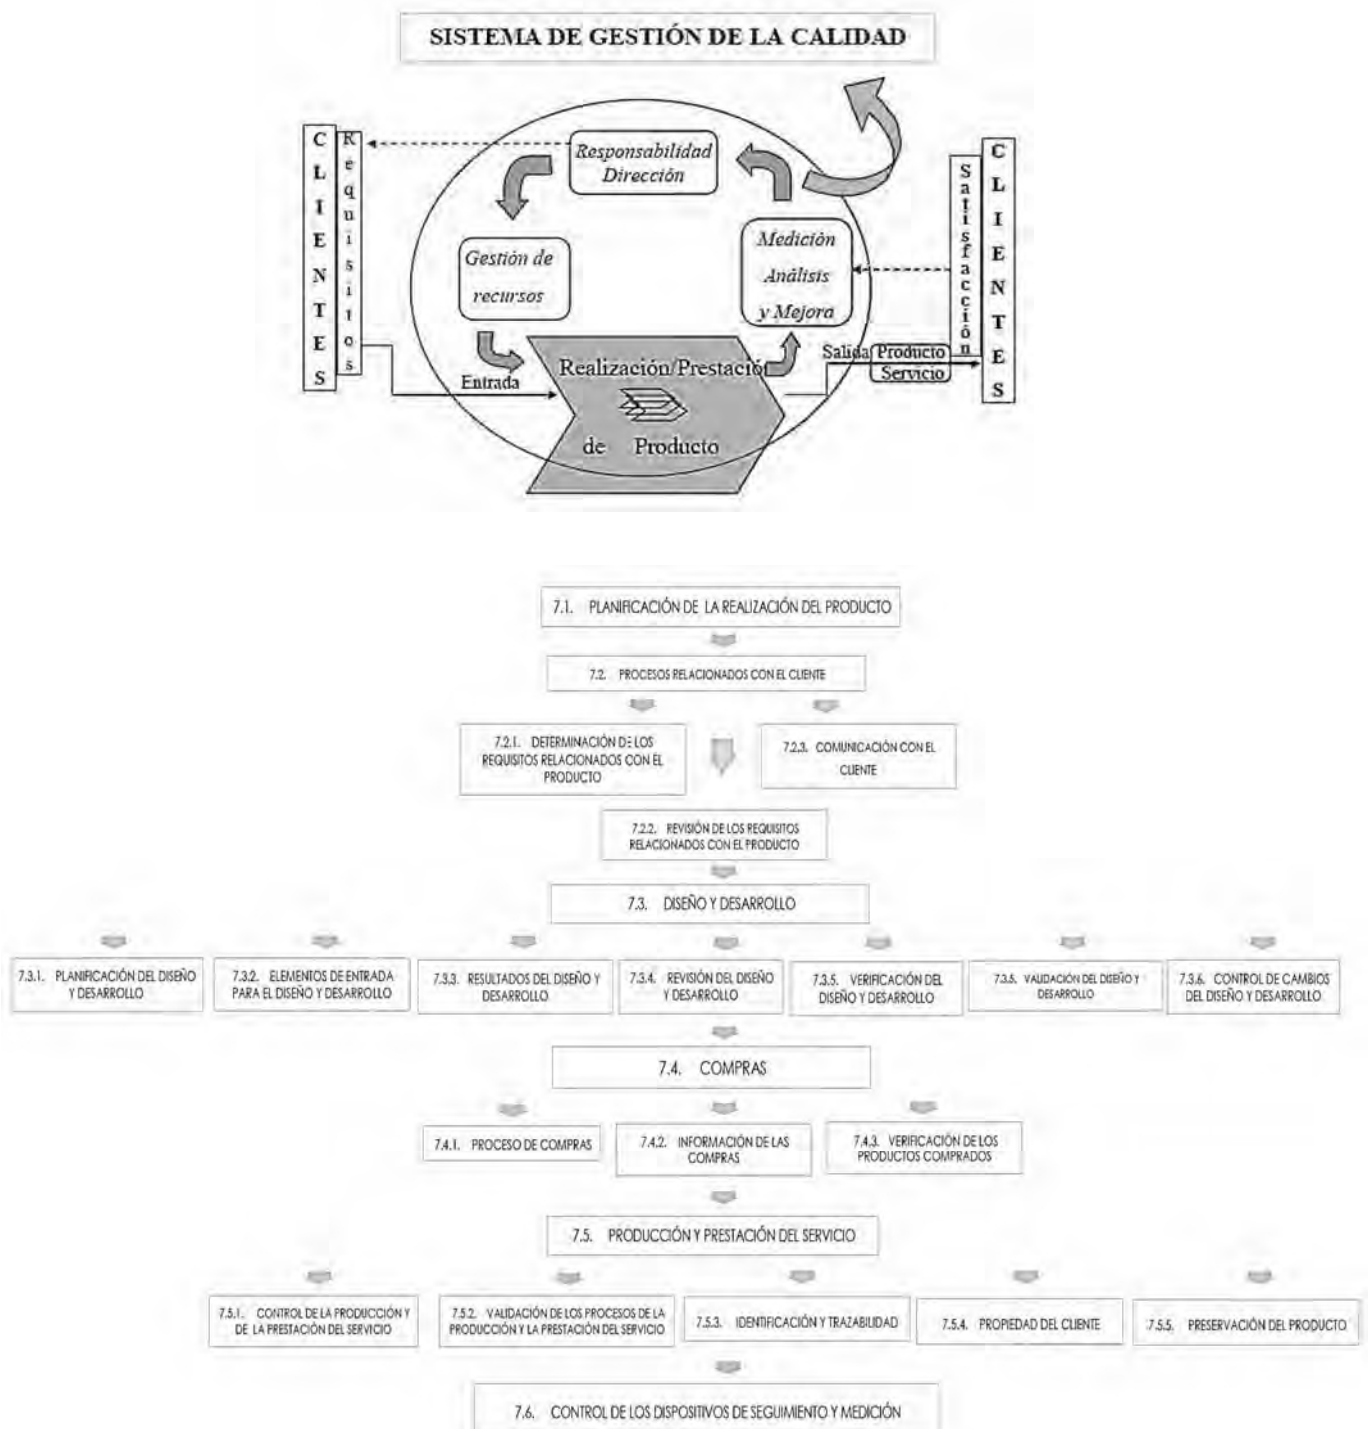 SISTEMA DE GESTIÓN DE LA CALIDAD
CLIENTES
Requisitos
Responsabilidad
Dirección
Gestión de
recursos
Medición
Análisis
y Mejora
Satisfacción
CLIENTES
Entrada
Realización/Prestación
de Producto
Salida
Producto
Servicio
7.1. PLANIFICACIÓN DE LA REALIZACIÓN DEL PRODUCTO
7.2. PROCESOS RELACIONADOS CON EL CLIENTE
7.2.1. DETERMINACIÓN DE LOS
REQUISITOS RELACIONADOS CON EL
PRODUCTO
7.2.3. COMUNICACIÓN CON EL
CLIENTE
7.2.2. REVISIÓN DE LOS REQUISITOS
RELACIONADOS CON EL PRODUCTO
7.3. DISEÑO Y DESARROLLO
7.3.1. PLANIFICACIÓN DEL DISEÑO
Y DESARROLLO
7.3.2. ELEMENTOS DE ENTRADA
PARA EL DISEÑO Y DESARROLLO
7.3.3. RESULTADOS DEL DISEÑO Y
DESARROLLO
7.3.4. REVISIÓN DEL DISEÑO
Y DESARROLLO
7.3.5. VERIFICACIÓN DEL
DISEÑO Y DESARROLLO
7.3.5. VALIDACIÓN DEL DISEÑO Y
DESARROLLO
7.3.6. CONTROL DE CAMBIOS
DEL DISEÑO Y DESARROLLO
7.4. COMPRAS
7.4.1. PROCESO DE COMPRAS
7.4.2. INFORMACIÓN DE LAS
COMPRAS
7.4.3. VERIFICACIÓN DE LOS
PRODUCTOS COMPRADOS
7.5. PRODUCCIÓN Y PRESTACIÓN DEL SERVICIO
7.5.1. CONTROL DE LA PRODUCCIÓN Y
DE LA PRESTACIÓN DEL SERVICIO
7.5.2. VALIDACIÓN DE LOS PROCESOS DE LA
PRODUCCIÓN Y LA PRESTACIÓN DEL SERVICIO
7.5.3. IDENTIFICACIÓN Y TRAZABILIDAD
7.5.4. PROPIEDAD DEL CLIENTE
7.5.5. PRESERVACIÓN DEL PRODUCTO
7.6. CONTROL DE LOS DISPOSITIVOS DE SEGUIMIENTO Y MEDICIÓN